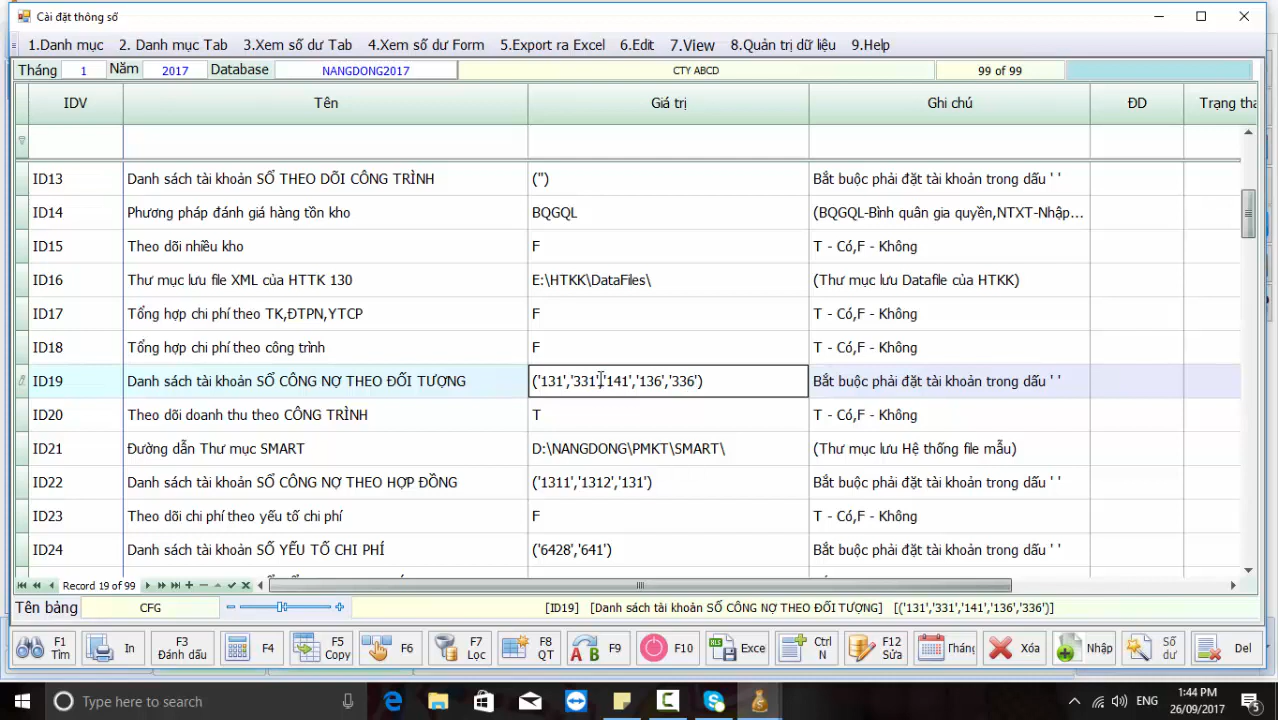 Cài đặt thông số
1.Danh mục 2. Danh mục Tab 3.Xem số dư Tab 4.Xem số dư Form 5.Export ra Excel 6.Edit 7.View 8.Quản trị dữ liệu 9.Help
Tháng 1 Năm 2017 Database NANGDONG2017 CTY ABCD 99 of 99
IDV Tên Giá trị Ghi chú ĐD Trạng tha
ID13 Danh sách tài khoản SỔ THEO DÕI CÔNG TRÌNH ('') Bắt buộc phải đặt tài khoản trong dấu ' '
ID14 Phương pháp đánh giá hàng tồn kho BQGQL (BQGQL-Bình quân gia quyền,NTXT-Nhập...
ID15 Theo dõi nhiều kho F T - Có,F - Không
ID16 Thư mục lưu file XML của HTTK 130 E:\HTKK\DataFiles\ (Thư mục lưu Datafile của HTKK)
ID17 Tổng hợp chi phí theo TK,ĐTPN,YTCP F T - Có,F - Không
ID18 Tổng hợp chi phí theo công trình F T - Có,F - Không
ID19 Danh sách tài khoản SỔ CÔNG NỢ THEO ĐỐI TƯỢNG ('131','331','141','136','336') Bắt buộc phải đặt tài khoản trong dấu ' '
ID20 Theo dõi doanh thu theo CÔNG TRÌNH T T - Có,F - Không
ID21 Đường dẫn Thư mục SMART D:\NANGDONG\PMKT\SMART\ (Thư mục lưu Hệ thống file mẫu)
ID22 Danh sách tài khoản SỔ CÔNG NỢ THEO HỢP ĐỒNG ('1311','1312','131') Bắt buộc phải đặt tài khoản trong dấu ' '
ID23 Theo dõi chi phí theo yếu tố chi phí F T - Có,F - Không
ID24 Danh sách tài khoản SỔ YẾU TỐ CHI PHÍ ('6428','641') Bắt buộc phải đặt tài khoản trong dấu ' '
Record 19 of 99
Tên bảng CFG [ID19] [Danh sách tài khoản SỔ CÔNG NỢ THEO ĐỐI TƯỢNG] [('131','331','141','136','336')]
F1 Tìm In F3 Đánh dấu F4 F5 Copy F6 F7 Lọc F8 QT F9 F10 Exce Ctrl N F12 Sửa Tháng Xóa Nhập Số dư Del
Type here to search ENG 1:44 PM
26/09/2017 5